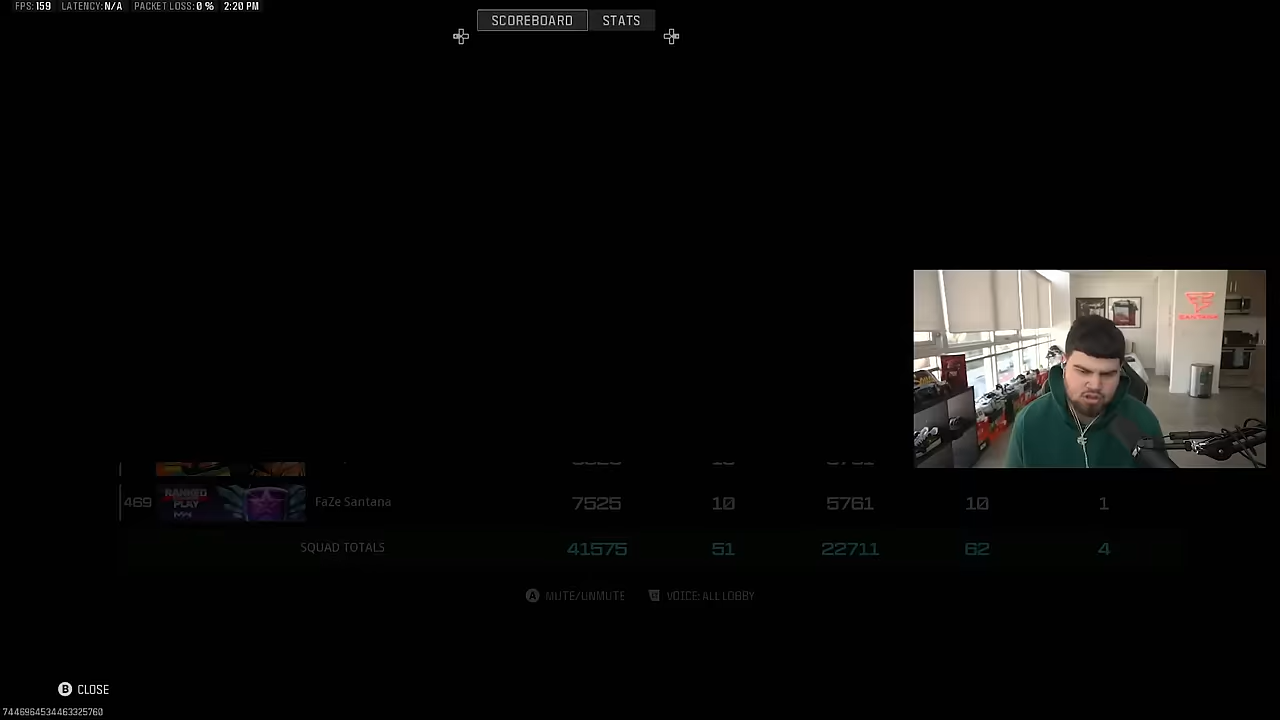 FPS: 159 LATENCY: N/A PACKET LOSS: 0 % 2:20 PM
SCOREBOARD STATS
SANTANA
469 RANKED PLAY FaZe Santana 7525 10 5761 10 1
SQUAD TOTALS 41575 51 22711 62 4
A MUTE/UNMUTE VOICE: ALL LOBBY
B CLOSE
7446964534463325760